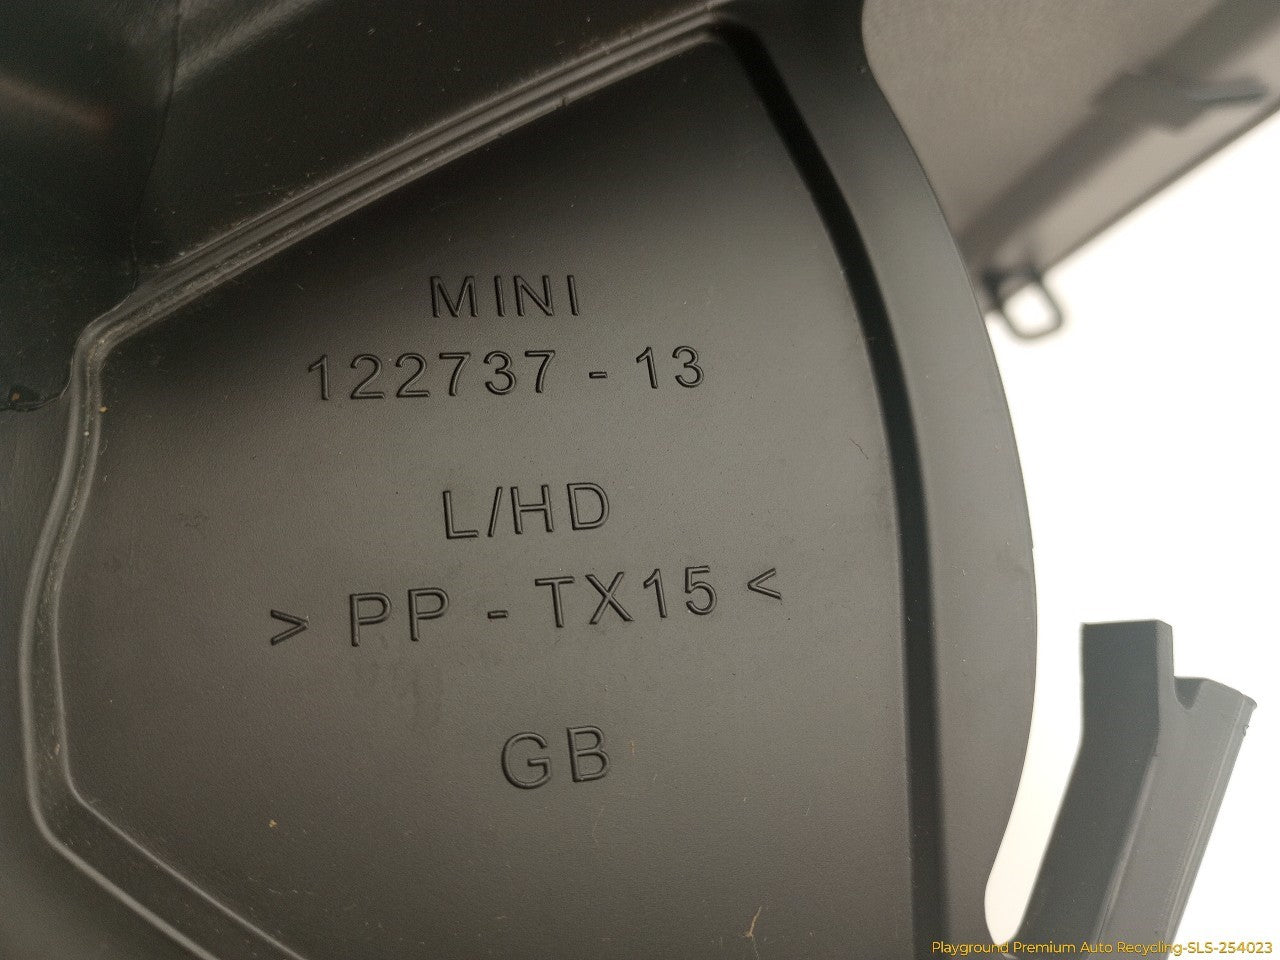 MINI
122737 - 13
L/HD
> PP - TX15 <
GB
Playground Premium Auto Recycling-SLS-254023